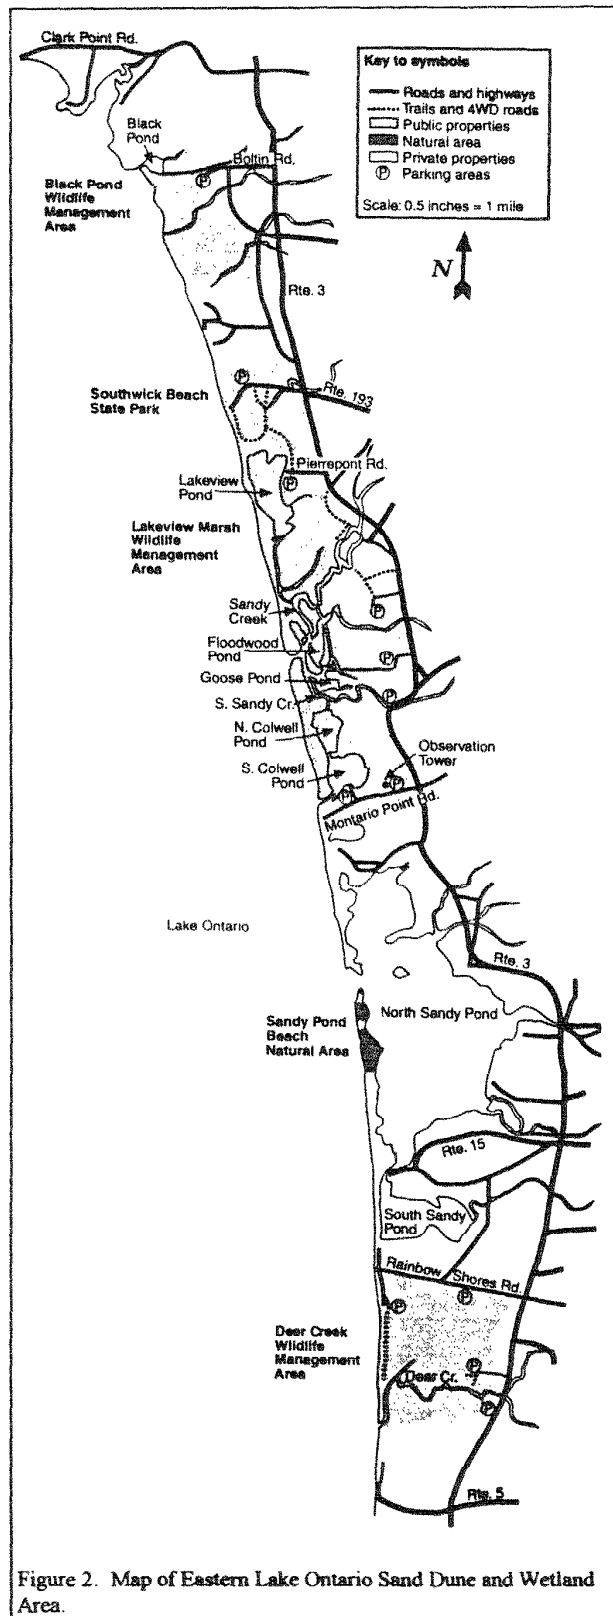 Clark Point Rd.
Key to symbols
Roads and highways
Trails and 4WD roads
Public properties
Natural area
Private properties
P Parking areas
Scale: 0.5 inches = 1 mile
N
Black
Pond
Boltin Rd.
P
Black Pond
Wildlife
Management
Area
Rte. 3
P
Southwick Beach
State Park
Rte. 193
Pierrepont Rd.
P
Lakeview
Pond
Lakeview Marsh
Wildlife
Management
Area
Sandy
Creek
P
Floodwood
Pond
P
Goose Pond
P
S. Sandy Cr.
N. Colwell
Pond
Observation
Tower
S. Colwell
Pond
P
P
Montario Point Rd.
Lake Ontario
Rte. 3
North Sandy Pond
Sandy Pond
Beach
Natural Area
Rte. 15
South Sandy
Pond
Rainbow Shores Rd.
P
P
Deer Creek
Wildlife
Management
Area
P
Deer Cr.
P
Rte. 5
Figure 2. Map of Eastern Lake Ontario Sand Dune and Wetland
Area.